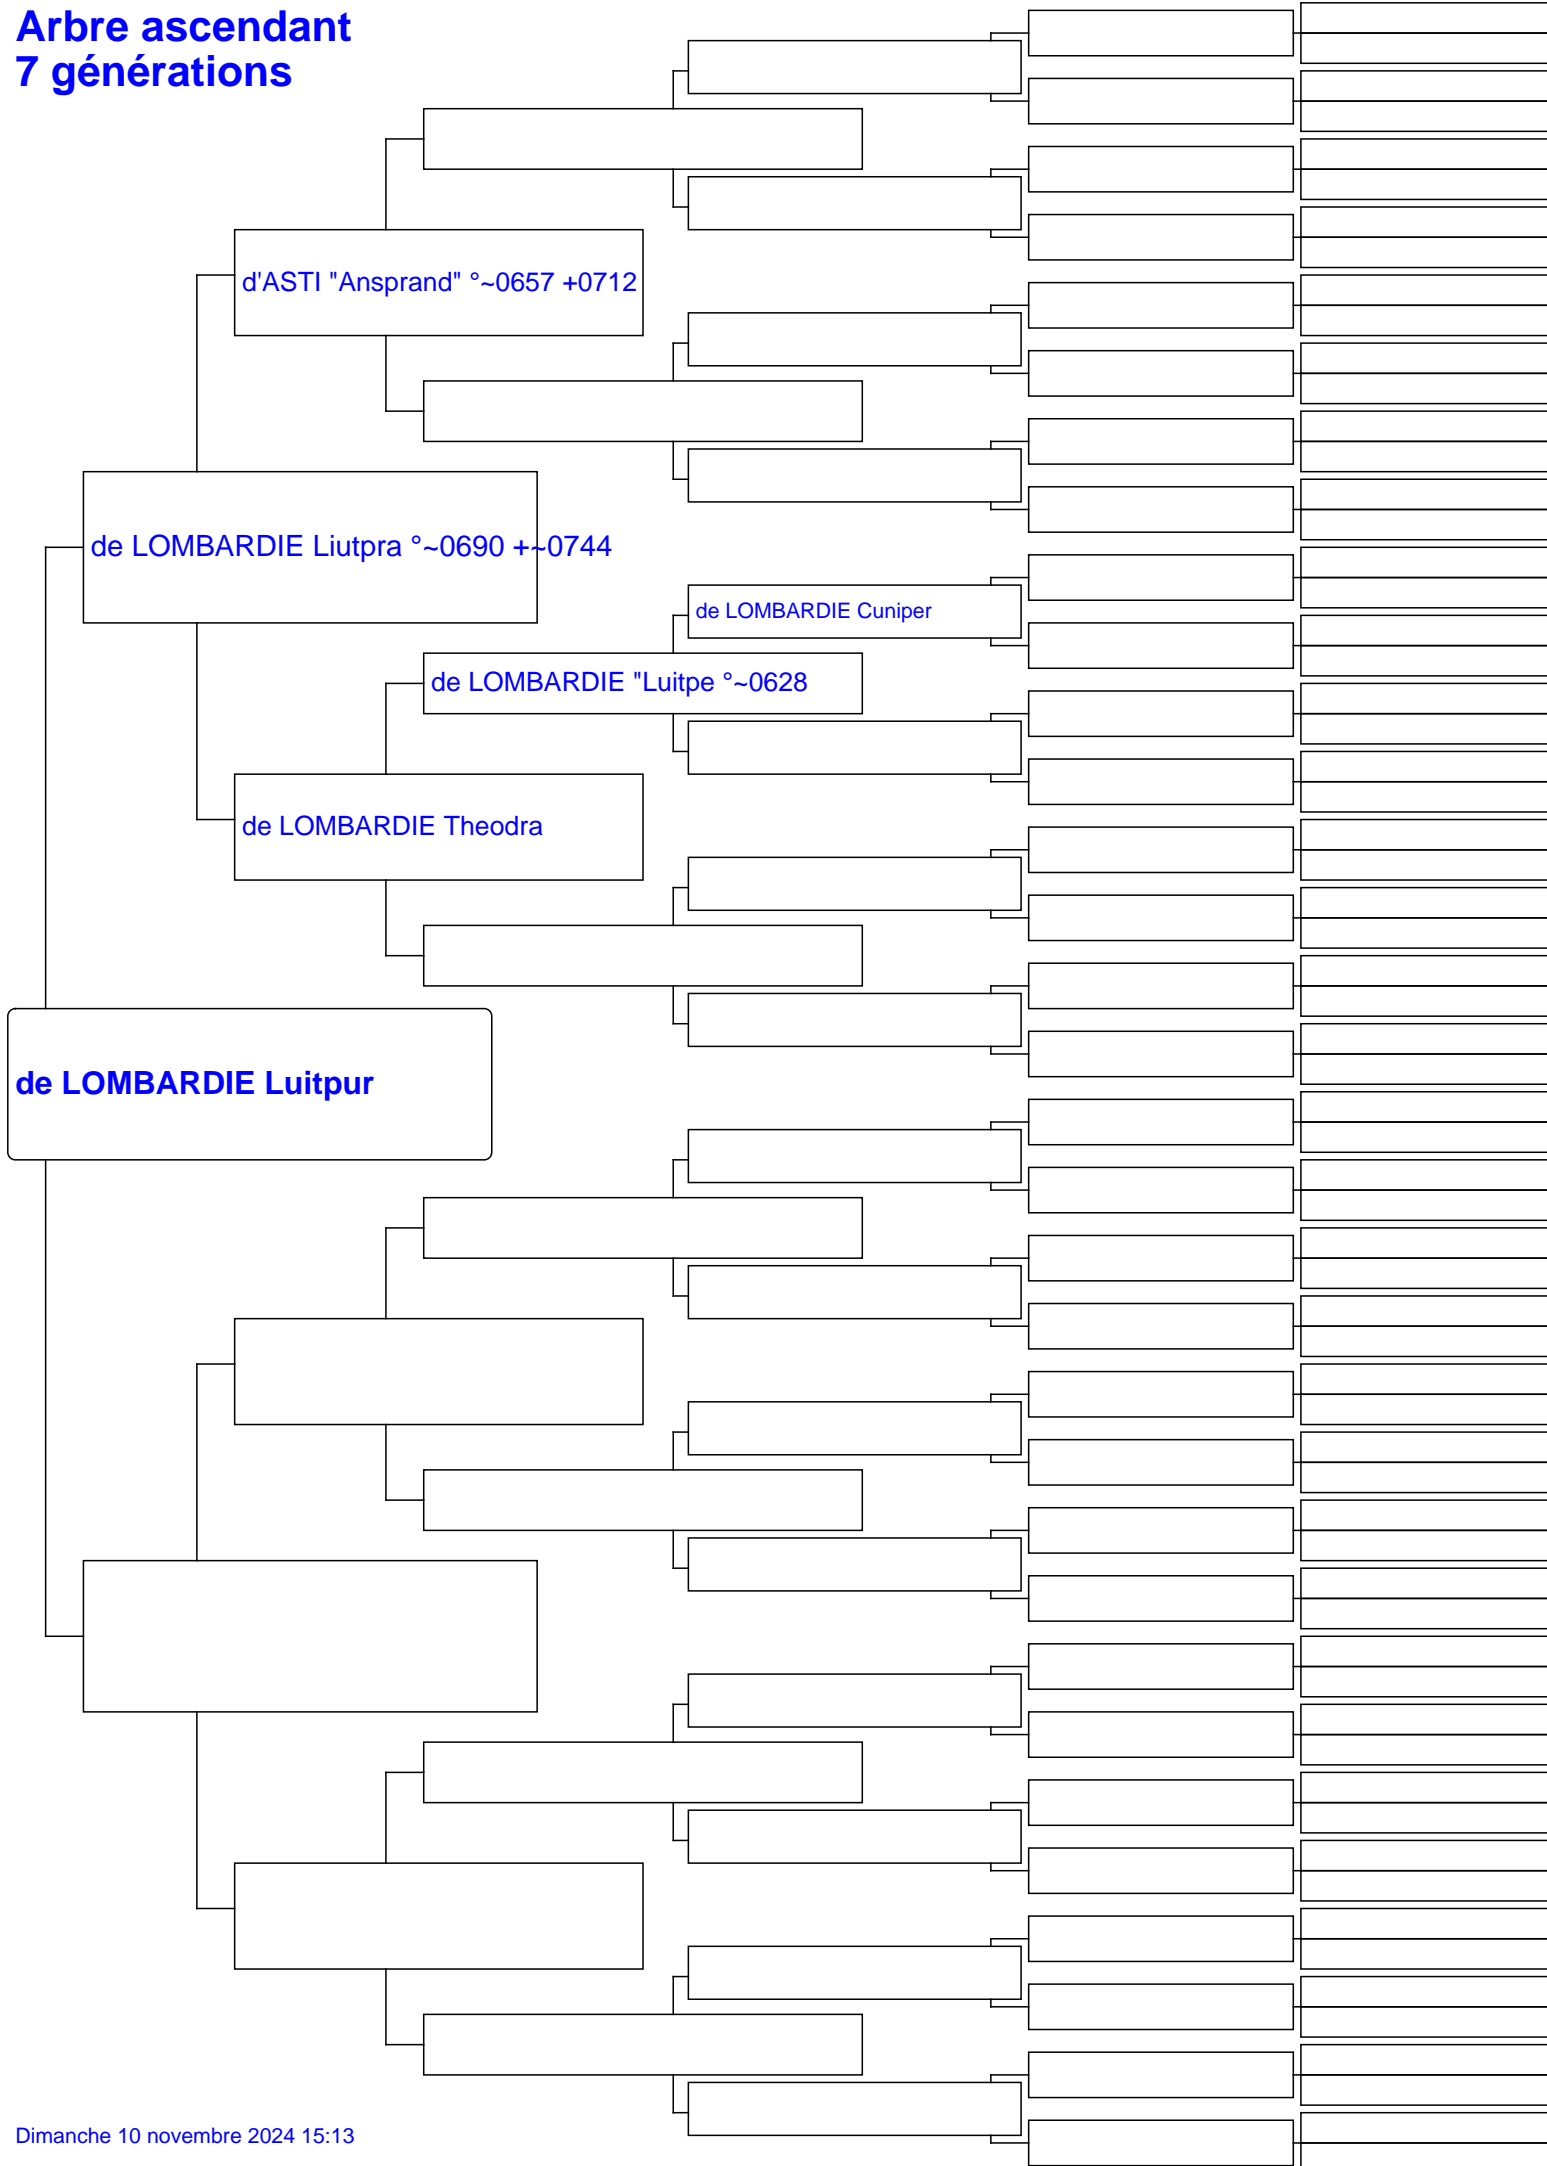 Arbre ascendant
7 générations
d'ASTI "Ansprand" °~0657 +0712
de LOMBARDIE Liutpra °~0690 +~0744
de LOMBARDIE Cuniper
de LOMBARDIE "Luitpe °~0628
de LOMBARDIE Theodra
de LOMBARDIE Luitpur
Dimanche 10 novembre 2024 15:13